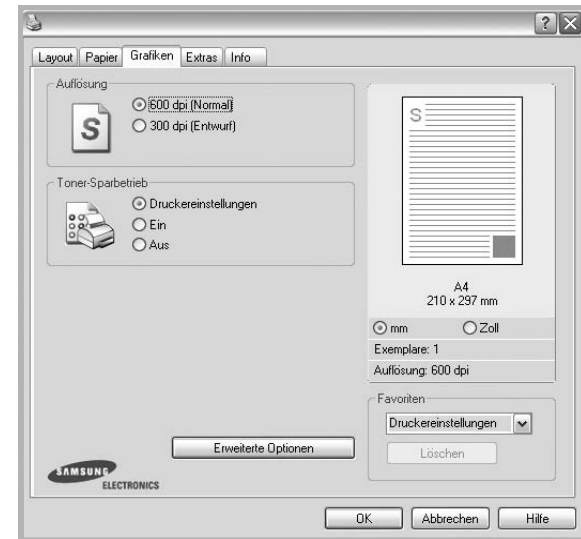 Layout Papier Grafiken Extras Info
Auflösung
S
600 dpi (Normal)
300 dpi (Entwurf)
Toner-Sparbetrieb
Druckereinstellungen
Ein
Aus
S
A4
210 x 297 mm
mm Zoll
Exemplare: 1
Auflösung: 600 dpi
Favoriten
Druckereinstellungen
Löschen
Erweiterte Optionen
SAMSUNG
ELECTRONICS
OK Abbrechen Hilfe